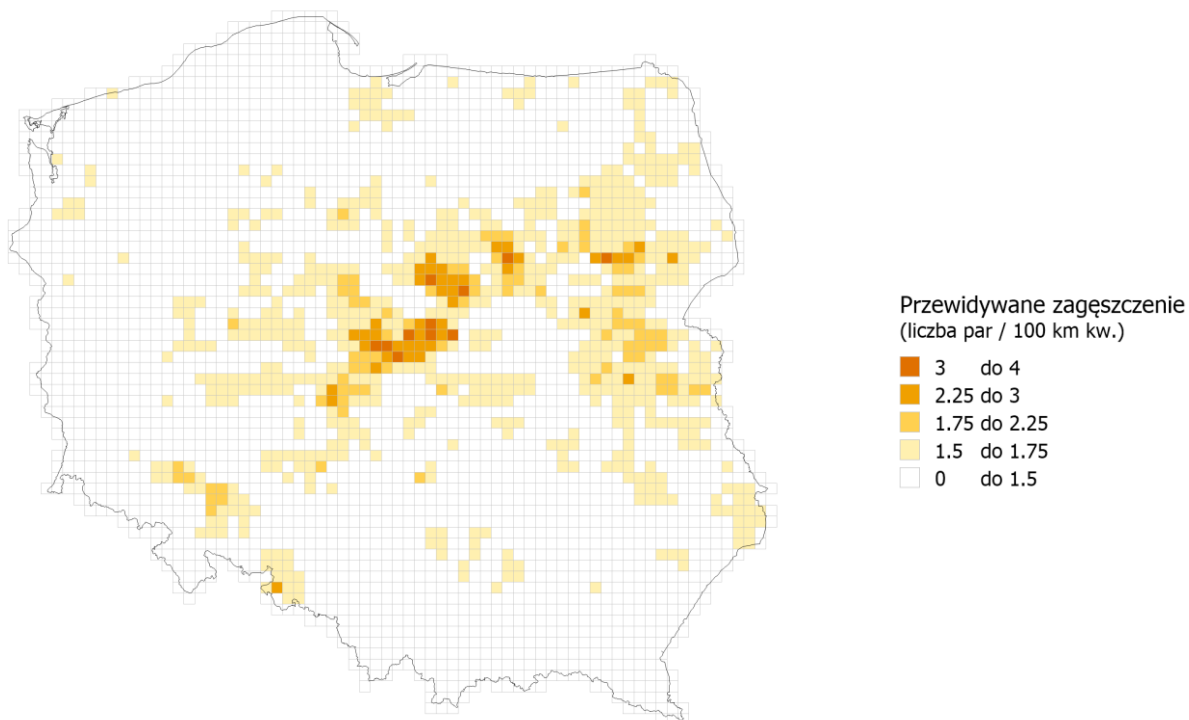 Przewidywane zagęszczenie
(liczba par / 100 km kw.)
3 do 4
2.25 do 3
1.75 do 2.25
1.5 do 1.75
0 do 1.5